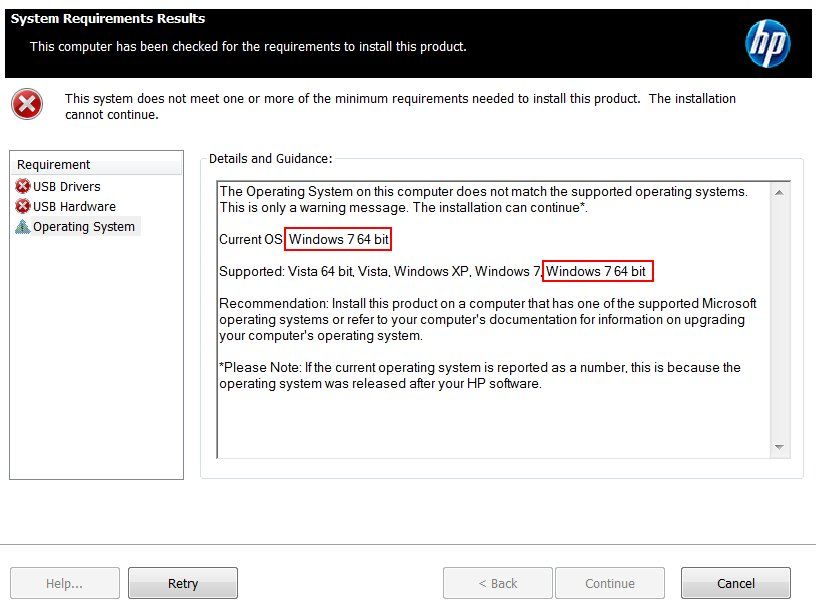 System Requirements Results
This computer has been checked for the requirements to install this product.
hp
This system does not meet one or more of the minimum requirements needed to install this product.  The installation
cannot continue.
Requirement
USB Drivers
USB Hardware
Operating System
Details and Guidance:
The Operating System on this computer does not match the supported operating systems.
This is only a warning message. The installation can continue*.
Current OS: Windows 7 64 bit
Supported: Vista 64 bit, Vista, Windows XP, Windows 7, Windows 7 64 bit
Recommendation: Install this product on a computer that has one of the supported Microsoft
operating systems or refer to your computer's documentation for information on upgrading
your computer's operating system.
*Please Note: If the current operating system is reported as a number, this is because the
operating system was released after your HP software.
Help...
Retry
< Back
Continue
Cancel